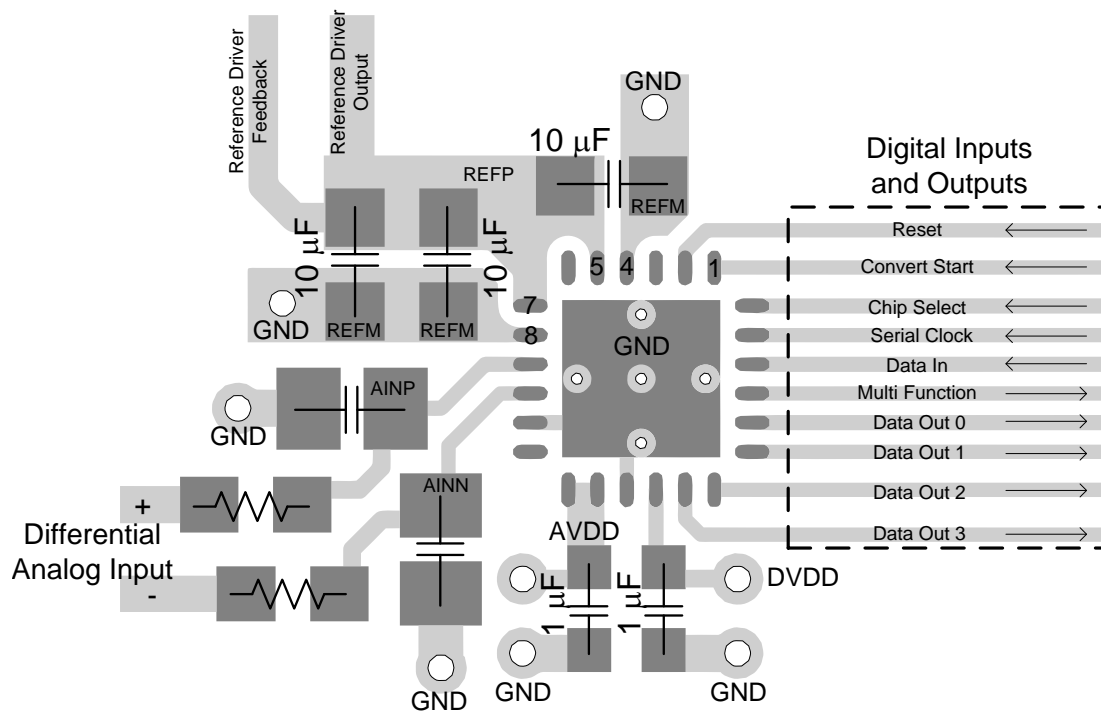 Reference Driver
Feedback
Reference Driver
Output
GND
10 μF
REFP
REFM
Digital Inputs
and Outputs
Reset
Convert Start
Chip Select
Serial Clock
Data In
Multi Function
Data Out 0
Data Out 1
Data Out 2
Data Out 3
10 μF
10 μF
5
4
1
7
8
GND
REFM
REFM
GND
AINP
GND
AINN
+
Differential
Analog Input
-
AVDD
DVDD
1 μF
1 μF
GND
GND
GND